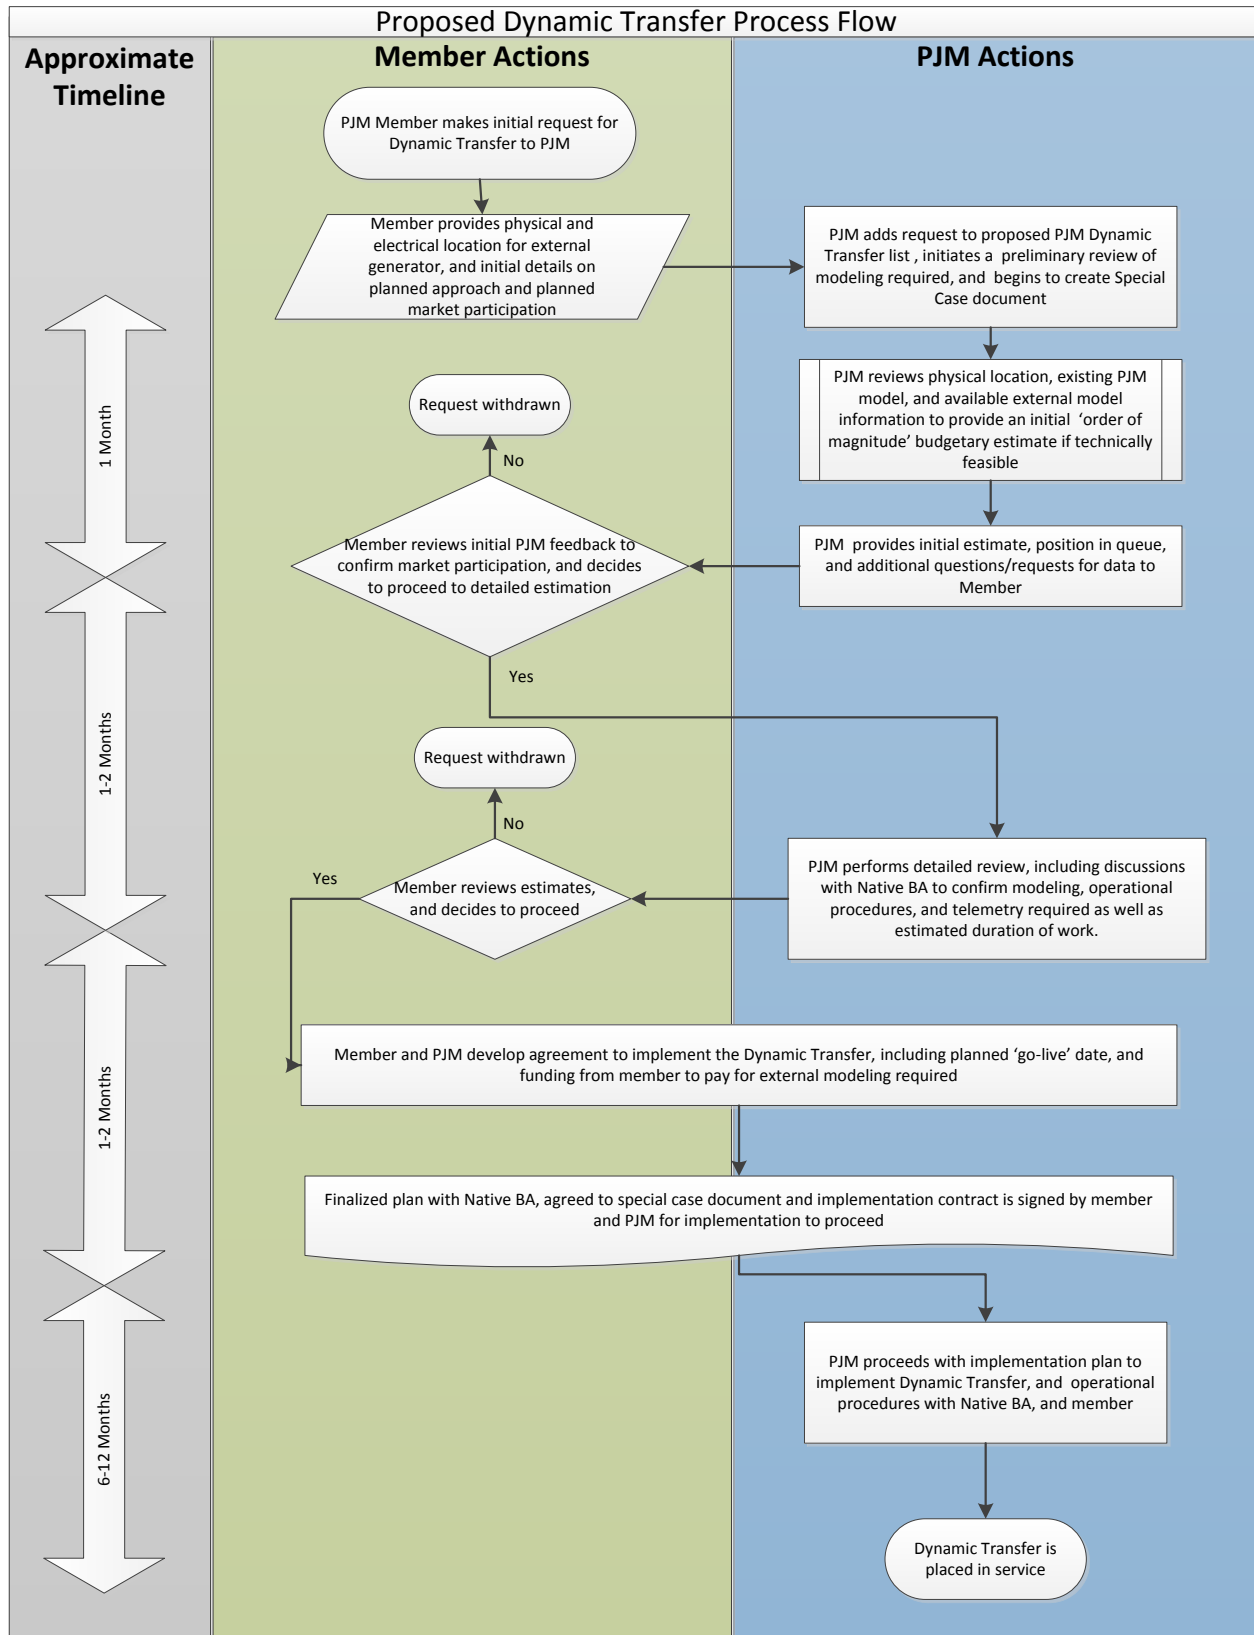 Proposed Dynamic Transfer Process Flow
Approximate
Timeline
Member Actions
PJM Actions
PJM Member makes initial request for
Dynamic Transfer to PJM
Member provides physical and
electrical location for external
generator, and initial details on
planned approach and planned
market participation
PJM adds request to proposed PJM Dynamic
Transfer list , initiates a preliminary review of
modeling required, and begins to create Special
Case document
1 Month
PJM reviews physical location, existing PJM
model, and available external model
information to provide an initial ‘order of
magnitude’ budgetary estimate if technically
feasible
Request withdrawn
No
Member reviews initial PJM feedback to
confirm market participation, and decides
to proceed to detailed estimation
PJM provides initial estimate, position in queue,
and additional questions/requests for data to
Member
Yes
1-2 Months
Request withdrawn
No
Yes
Member reviews estimates,
and decides to proceed
PJM performs detailed review, including discussions
with Native BA to confirm modeling, operational
procedures, and telemetry required as well as
estimated duration of work.
1-2 Months
Member and PJM develop agreement to implement the Dynamic Transfer, including planned ‘go-live’ date, and
funding from member to pay for external modeling required
Finalized plan with Native BA, agreed to special case document and implementation contract is signed by member
and PJM for implementation to proceed
6-12 Months
PJM proceeds with implementation plan to
implement Dynamic Transfer, and operational
procedures with Native BA, and member
Dynamic Transfer is
placed in service